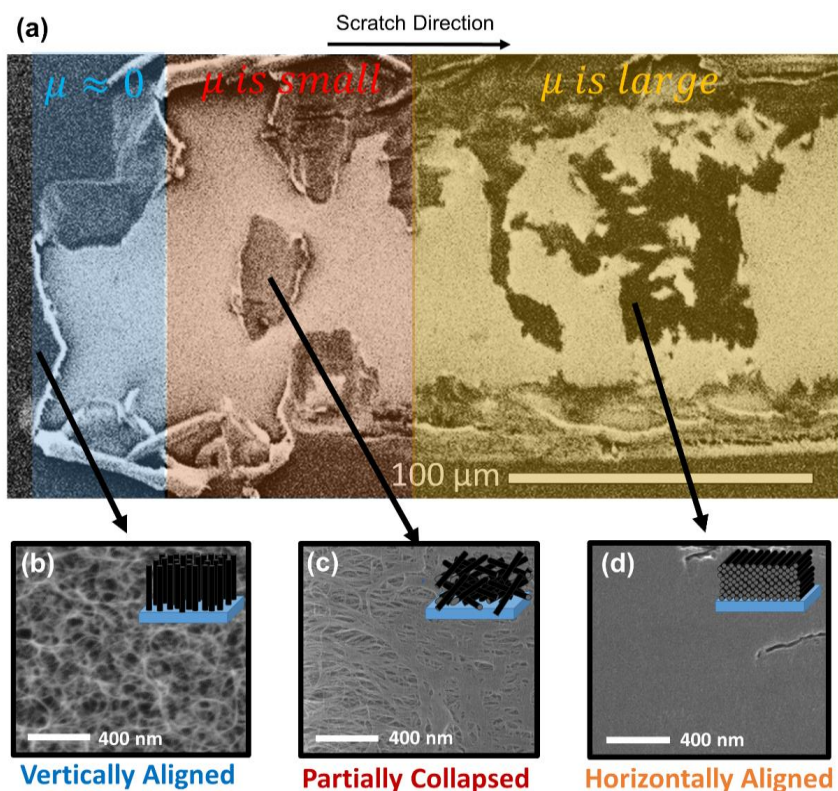 (a)
Scratch Direction
μ ≈ 0
μ is small
μ is large
100 μm
(b)
(c)
(d)
400 nm
400 nm
400 nm
Vertically Aligned
Partially Collapsed
Horizontally Aligned